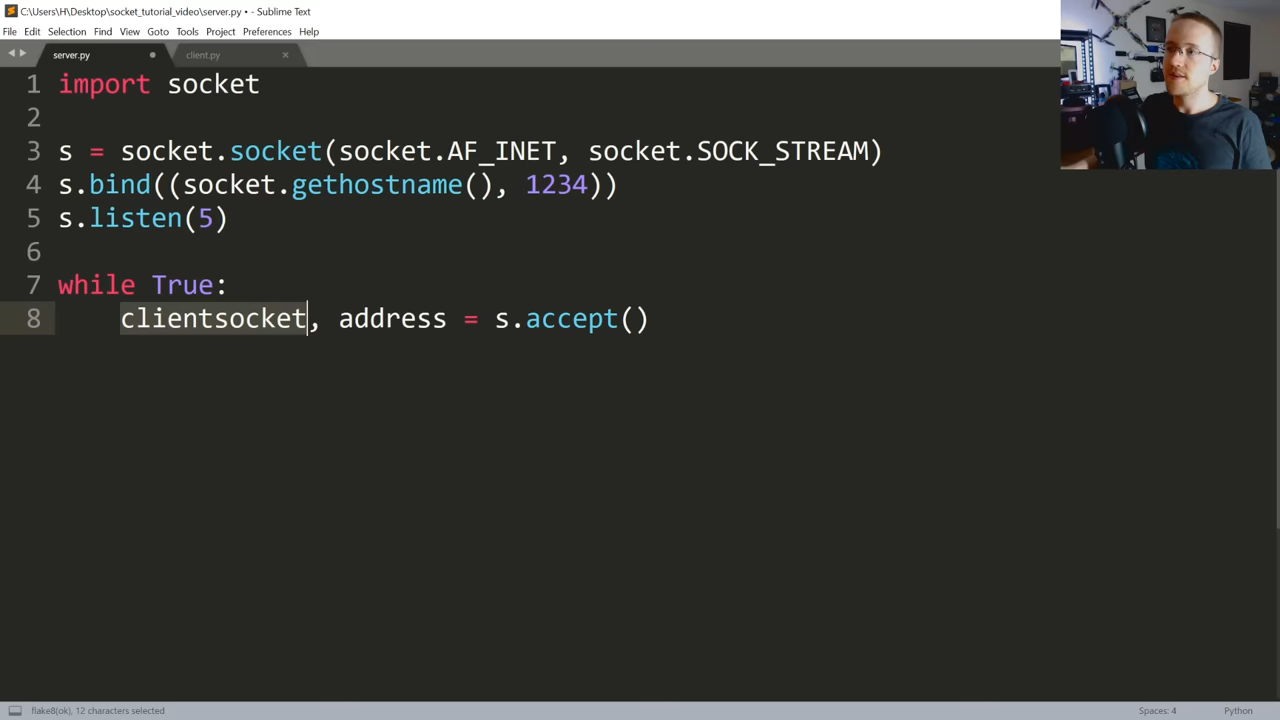 C:\Users\H\Desktop\socket_tutorial_video\server.py • - Sublime Text
File Edit Selection Find View Goto Tools Project Preferences Help
server.py client.py
1 import socket
2
3 s = socket.socket(socket.AF_INET, socket.SOCK_STREAM)
4 s.bind((socket.gethostname(), 1234))
5 s.listen(5)
6
7 while True:
8     clientsocket, address = s.accept()
flake8(ok), 12 characters selected Spaces: 4 Python